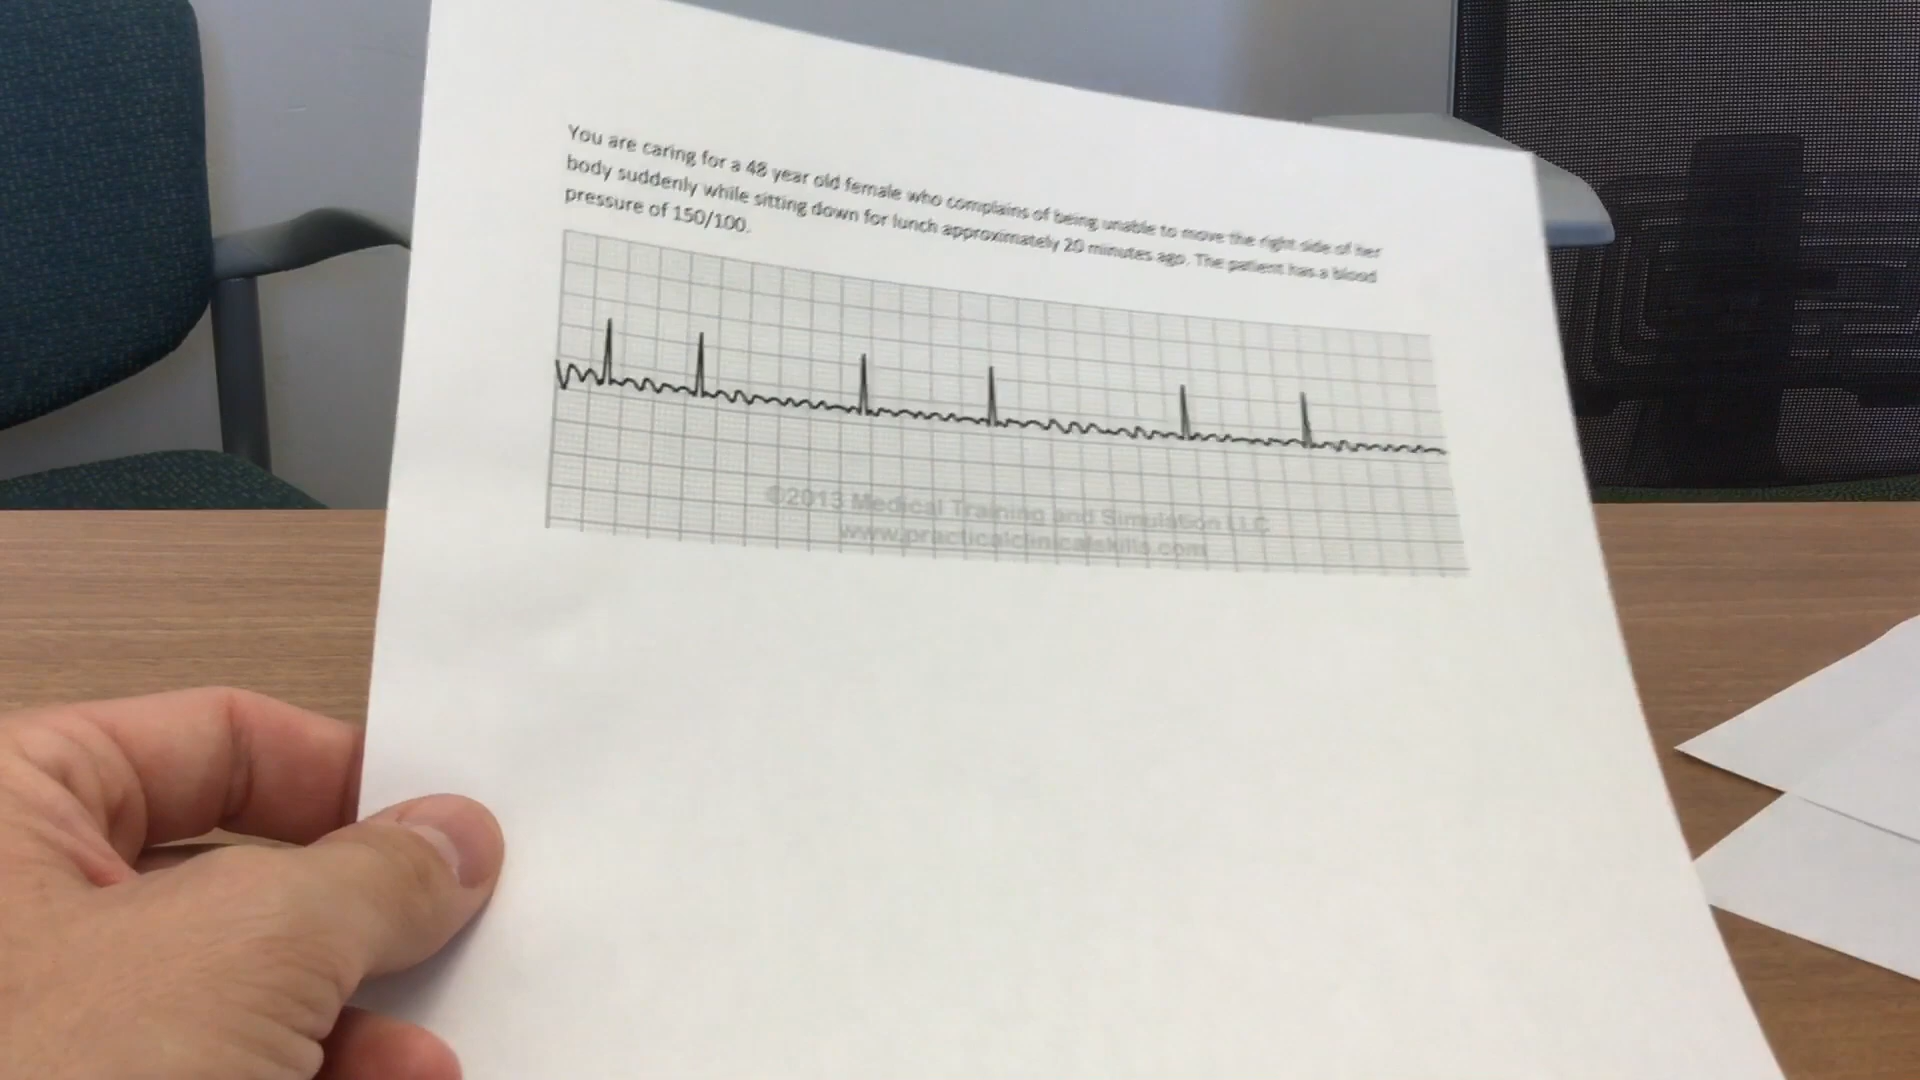 You are caring for a 48 year old female who complains of being unable to move the right side of her
body suddenly while sitting down for lunch approximately 20 minutes ago. The patient has a blood
pressure of 150/100.
©2013 Medical Training and Simulation LLC
www.practicalclinicalskills.com